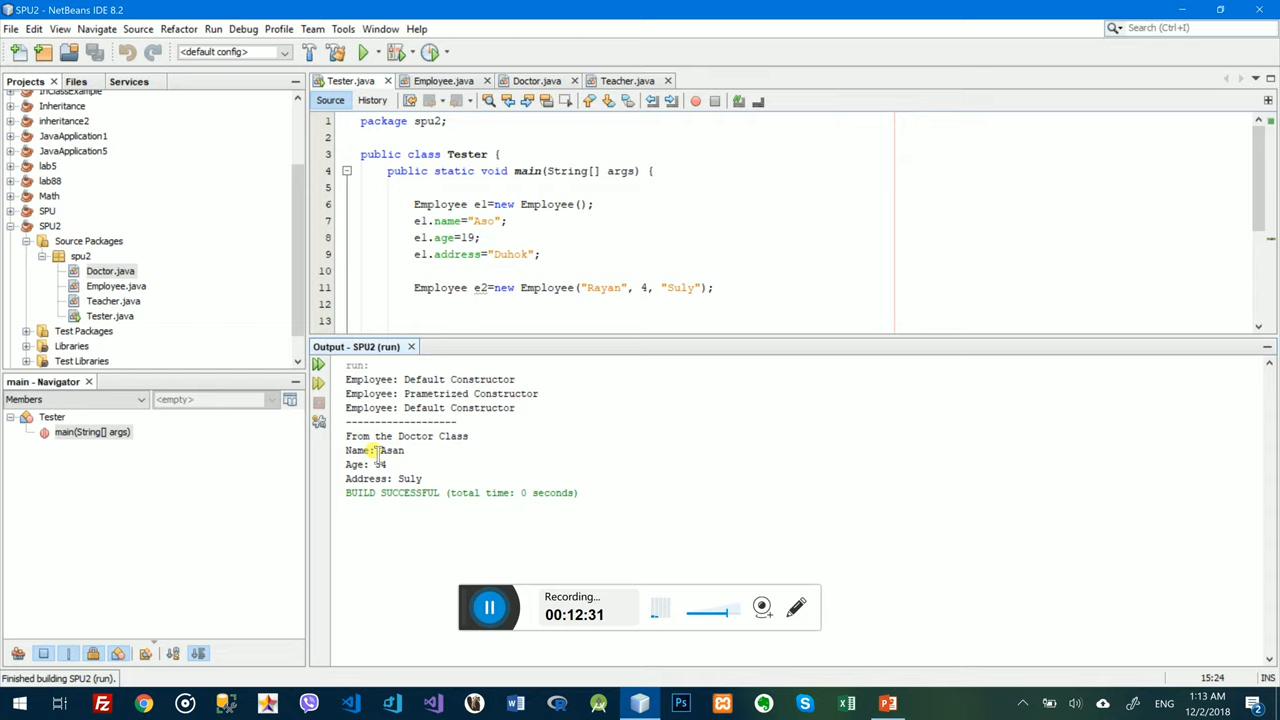 SPU2 - NetBeans IDE 8.2
File Edit View Navigate Source Refactor Run Debug Profile Team Tools Window Help
Search (Ctrl+I)
<default config>
Projects Files Services
Tester.java Employee.java Doctor.java Teacher.java
Source History
InClassExample
Inheritance
inheritance2
JavaApplication1
JavaApplication5
lab5
lab88
Math
SPU
SPU2
Source Packages
spu2
Doctor.java
Employee.java
Teacher.java
Tester.java
Test Packages
Libraries
Test Libraries
1 package spu2;
2
3 public class Tester {
4 public static void main(String[] args) {
5
6 Employee e1=new Employee();
7 e1.name="Aso";
8 e1.age=19;
9 e1.address="Duhok";
10
11 Employee e2=new Employee("Rayan", 4, "Suly");
12
13
main - Navigator
Members <empty>
Tester
main(String[] args)
Output - SPU2 (run)
run:
Employee: Default Constructor
Employee: Prametrized Constructor
Employee: Default Constructor
-------------------
From the Doctor Class
Name: Asan
Age: 34
Address: Suly
BUILD SUCCESSFUL (total time: 0 seconds)
Recording...
00:12:31
Finished building SPU2 (run).
15:24 INS
ENG
1:13 AM
12/2/2018
2